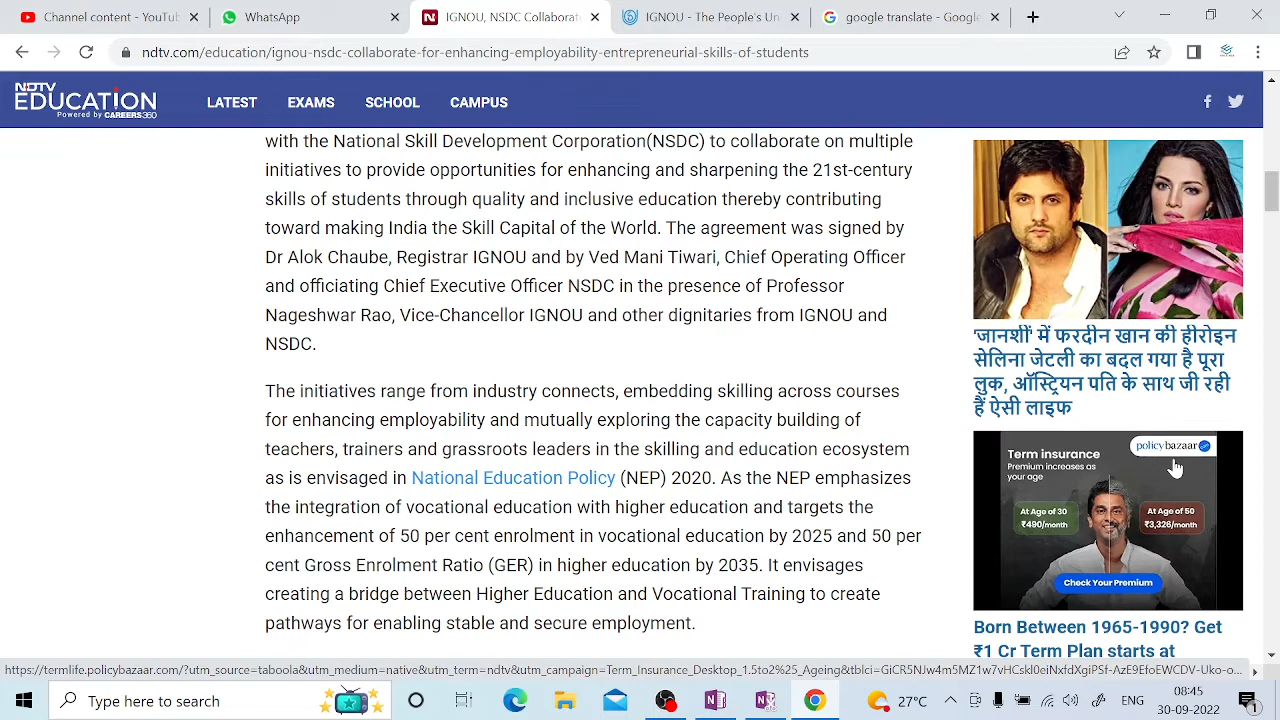 Channel content - YouTu
WhatsApp
IGNOU, NSDC Collaborat
IGNOU - The People's Un
google translate - Google
ndtv.com/education/ignou-nsdc-collaborate-for-enhancing-employability-entrepreneurial-skills-of-students
NDTV
EDUCATION
Powered by CAREERS360
LATEST
EXAMS
SCHOOL
CAMPUS
with the National Skill Development Corporation(NSDC) to collaborate on multiple
initiatives to provide opportunities for enhancing and sharpening the 21st-century
skills of students through quality and inclusive education thereby contributing
toward making India the Skill Capital of the World. The agreement was signed by
Dr Alok Chaube, Registrar IGNOU and by Ved Mani Tiwari, Chief Operating Officer
and officiating Chief Executive Officer NSDC in the presence of Professor
Nageshwar Rao, Vice-Chancellor IGNOU and other dignitaries from IGNOU and
NSDC.
The initiatives range from industry connects, embedding skilling across courses
for enhancing employability and mutually exploring the capacity building of
teachers, trainers and grassroots leaders in the skilling and education ecosystem
as is envisaged in National Education Policy (NEP) 2020. As the NEP emphasizes
the integration of vocational education with higher education and targets the
enhancement of 50 per cent enrolment in vocational education by 2025 and 50 per
cent Gross Enrolment Ratio (GER) in higher education by 2035. It envisages
creating a bridge between Higher Education and Vocational Training to create
pathways for enabling stable and secure employment.
'जानशीं' में फरदीन खान की हीरोइन
सेलिना जेटली का बदल गया है पूरा
लुक, ऑस्ट्रियन पति के साथ जी रही
हैं ऐसी लाइफ
policybazaar
Term insurance
Premium increases as
your age
At Age of 30
₹490/month
At Age of 50
₹3,326/month
Check Your Premium
Born Between 1965-1990? Get
₹1 Cr Term Plan starts at
Type here to search
27°C
ENG
08:45
30-09-2022
1